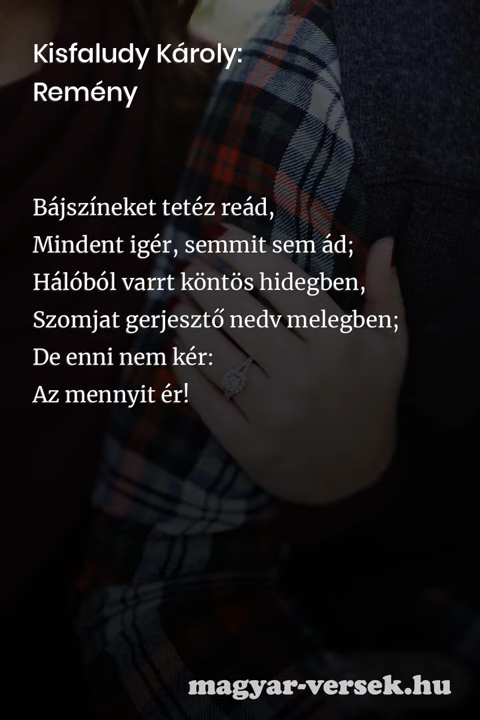 Kisfaludy Károly:
Remény
Bájszíneket tetéz reád,
Mindent igér, semmit sem ád;
Hálóból varrt köntös hidegben,
Szomjat gerjesztő nedv melegben;
De enni nem kér:
Az mennyit ér!
magyar-versek.hu